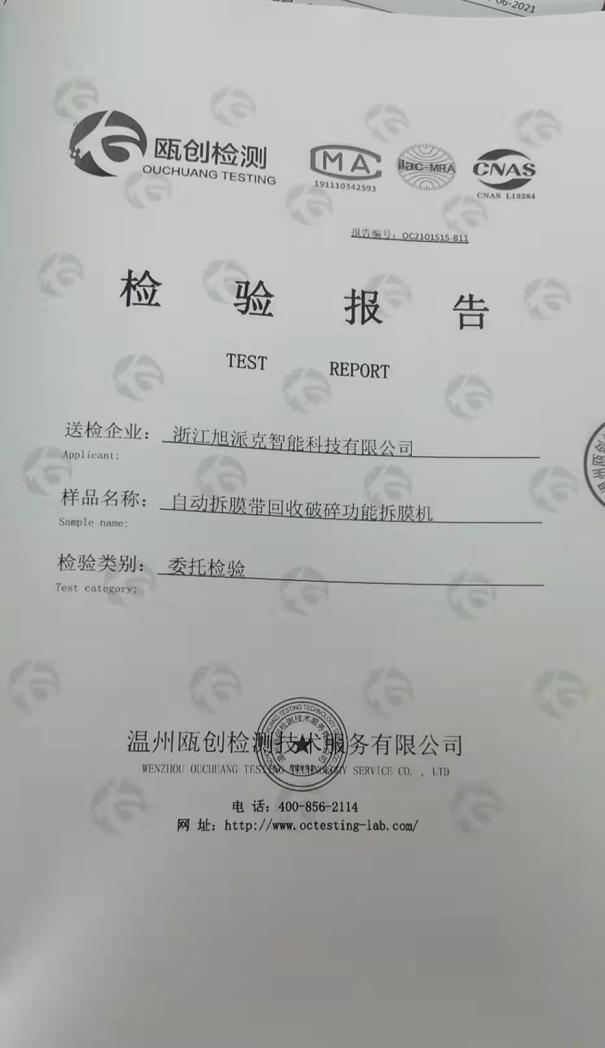 06-2021
瓯创检测
OUCHUANG TESTING
MA
191110342593
ilac-MRA
CNAS
CNAS L13284
报告编号：OC2101515-811
检 验 报 告
TEST REPORT
送检企业： 浙江旭派克智能科技有限公司
Applicant:
样品名称： 自动拆膜带回收破碎功能拆膜机
Sample name:
检验类别： 委托检验
Test category:
温州瓯创检测技术服务有限公司
WENZHOU OUCHUANG TESTING TECHNOLOGY SERVICE CO. , LTD
电 话：400-856-2114
网 址：http://www.octesting-lab.com/